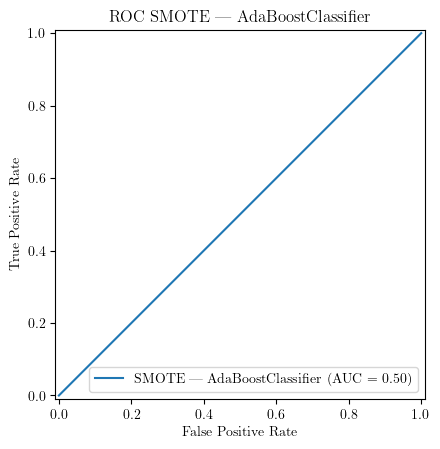 ROC SMOTE — AdaBoostClassifier
1.0
0.8
0.6
0.4
0.2
0.0
True Positive Rate
SMOTE — AdaBoostClassifier (AUC = 0.50)
0.0 0.2 0.4 0.6 0.8 1.0
False Positive Rate